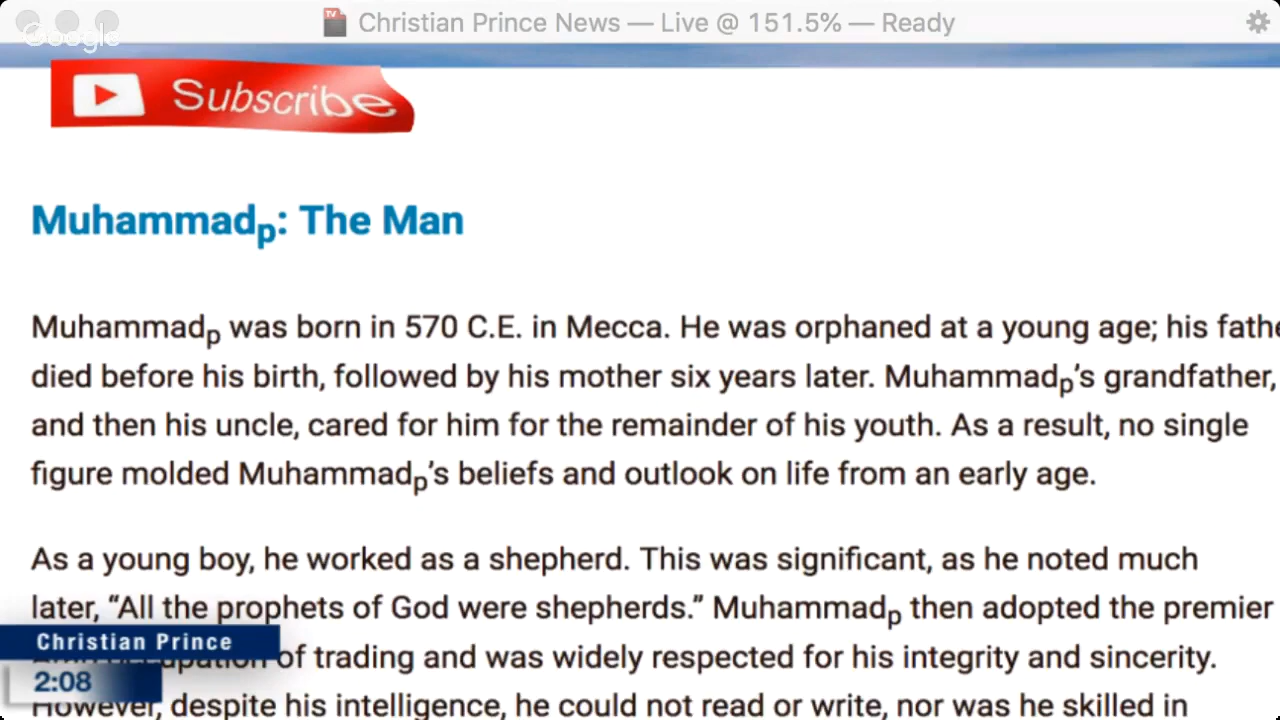 Christian Prince News — Live @ 151.5% — Ready
Google
Subscribe
Muhammadp: The Man
Muhammadp was born in 570 C.E. in Mecca. He was orphaned at a young age; his fathe
died before his birth, followed by his mother six years later. Muhammadp's grandfather,
and then his uncle, cared for him for the remainder of his youth. As a result, no single
figure molded Muhammadp's beliefs and outlook on life from an early age.
As a young boy, he worked as a shepherd. This was significant, as he noted much
later, “All the prophets of God were shepherds.” Muhammadp then adopted the premier
Christian Prince
of trading and was widely respected for his integrity and sincerity.
2:08
However, despite his intelligence, he could not read or write, nor was he skilled in